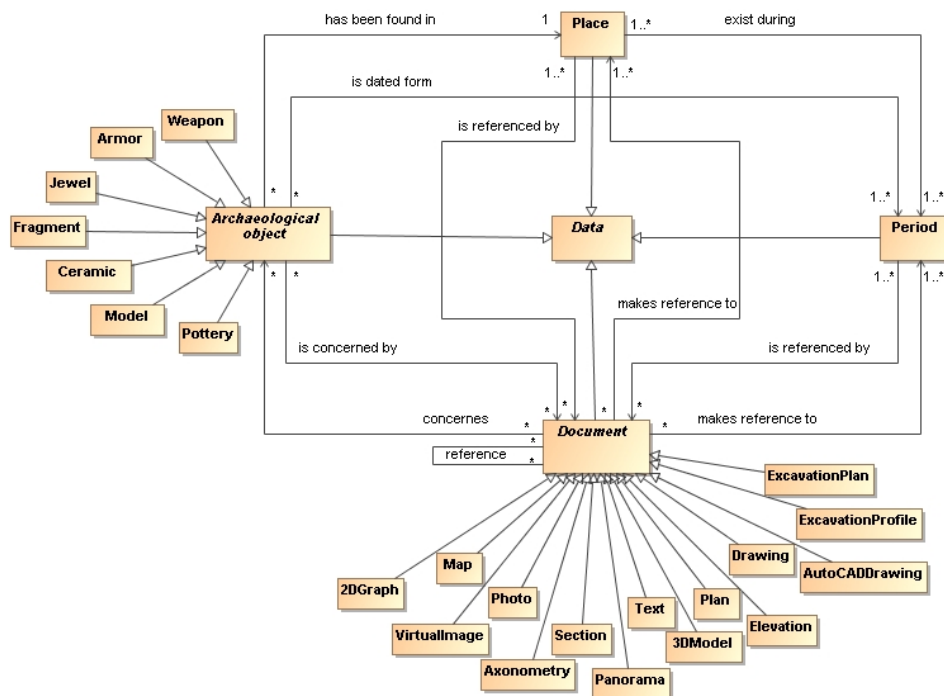 has been found in
1
Place
1..*
exist during
1..*
1..*
1..*
is dated form
is referenced by
Weapon
Armor
Jewel
Fragment
Ceramic
Model
Pottery
*
*
Archaeological
object
*
*
Data
1..*
1..*
Period
1..*
1..*
makes reference to
is concerned by
is referenced by
concernes
*
*
*
*
*
*
*
*
Document
makes reference to
reference
ExcavationPlan
ExcavationProfile
Drawing
AutoCADDrawing
Map
2DGraph
Photo
Text
Plan
Elevation
VirtualImage
Section
3DModel
Axonometry
Panorama